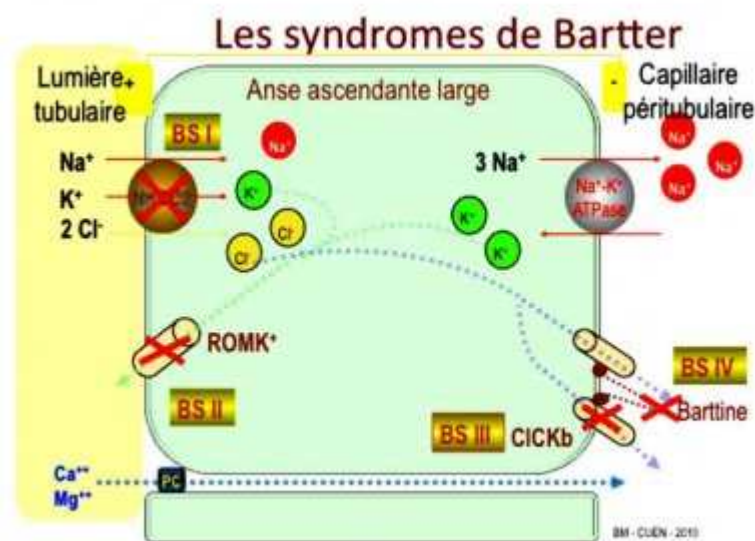 Les syndromes de Bartter
Lumière +
tubulaire
Anse ascendante large
- Capillaire
péritubulaire
BS I
Na⁺
K⁺
2 Cl⁻
Na⁺
K⁺
Cl⁻
Cl⁻
3 Na⁺
K⁺
K⁺
Na⁺-K⁺
ATPase
Na⁺
Na⁺
Na⁺
ROMK⁺
BS II
BS III
ClCKb
BS IV
Barttine
Ca⁺⁺
Mg⁺⁺
PC
BM - CUEN - 2010